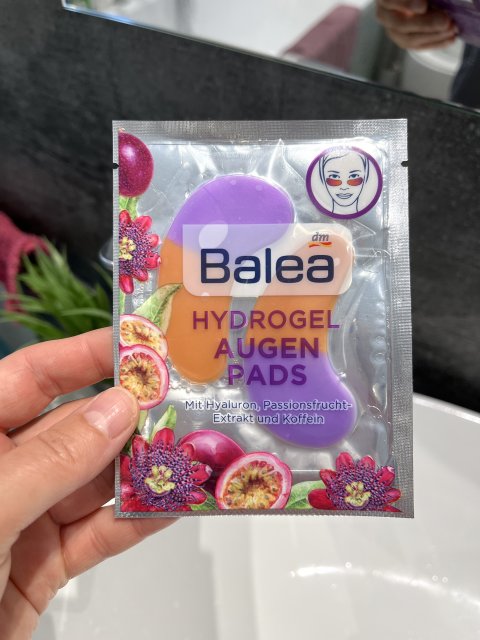 dm
Balea
HYDROGEL
AUGEN
PADS
Mit Hyaluron, Passionsfrucht-
Extrakt und Koffein